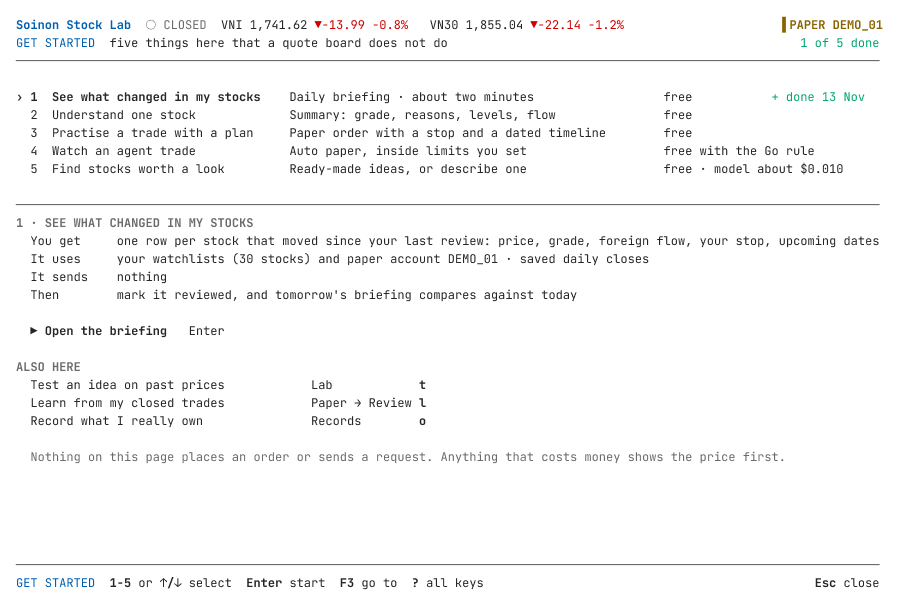 Soinon Stock Lab ○ CLOSED VNI 1,741.62 ▼-13.99 -0.8% VN30 1,855.04 ▼-22.14 -1.2% PAPER DEMO_01
GET STARTED five things here that a quote board does not do 1 of 5 done
› 1 See what changed in my stocks Daily briefing · about two minutes free + done 13 Nov
2 Understand one stock Summary: grade, reasons, levels, flow free
3 Practise a trade with a plan Paper order with a stop and a dated timeline free
4 Watch an agent trade Auto paper, inside limits you set free with the Go rule
5 Find stocks worth a look Ready-made ideas, or describe one free · model about $0.010
1 · SEE WHAT CHANGED IN MY STOCKS
You get one row per stock that moved since your last review: price, grade, foreign flow, your stop, upcoming dates
It uses your watchlists (30 stocks) and paper account DEMO_01 · saved daily closes
It sends nothing
Then mark it reviewed, and tomorrow's briefing compares against today
► Open the briefing Enter
ALSO HERE
Test an idea on past prices Lab t
Learn from my closed trades Paper → Review l
Record what I really own Records o
Nothing on this page places an order or sends a request. Anything that costs money shows the price first.
GET STARTED 1-5 or ↑/↓ select Enter start F3 go to ? all keys Esc close